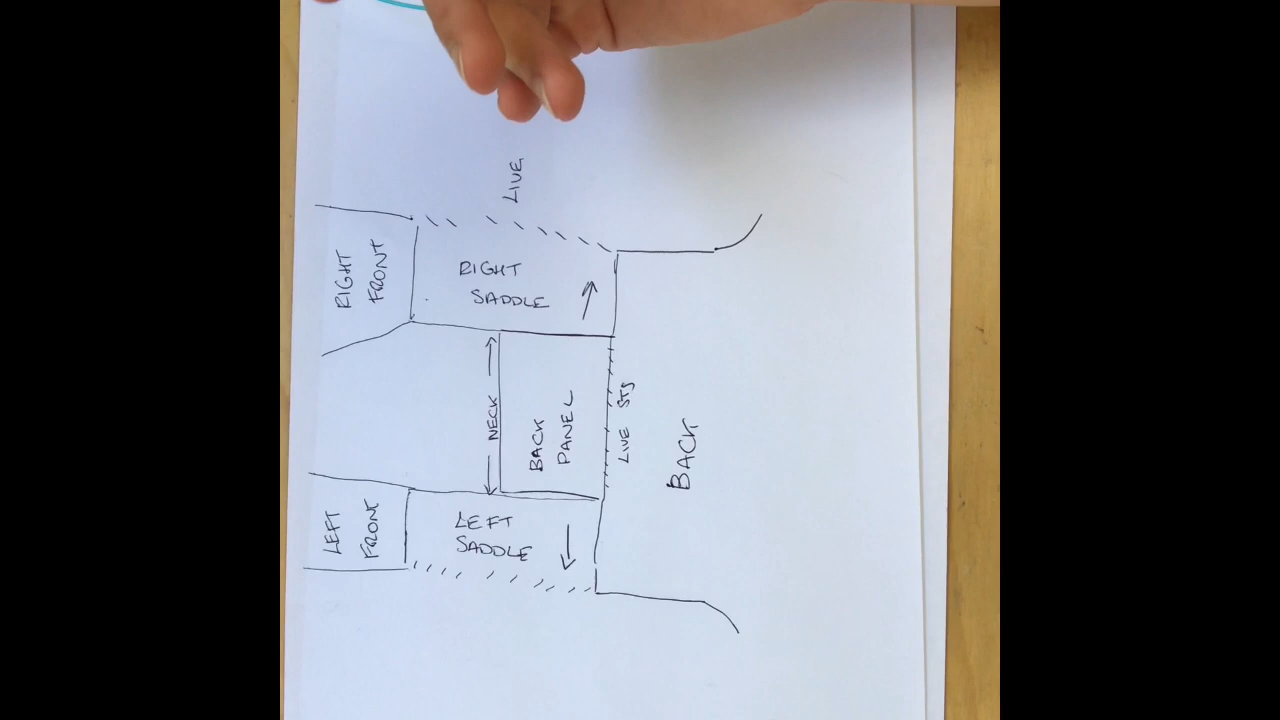 LIVE
RIGHT
FRONT
RIGHT
SADDLE
NECK
BACK
PANEL
LIVE STS
BACK
LEFT
FRONT
LEFT
SADDLE